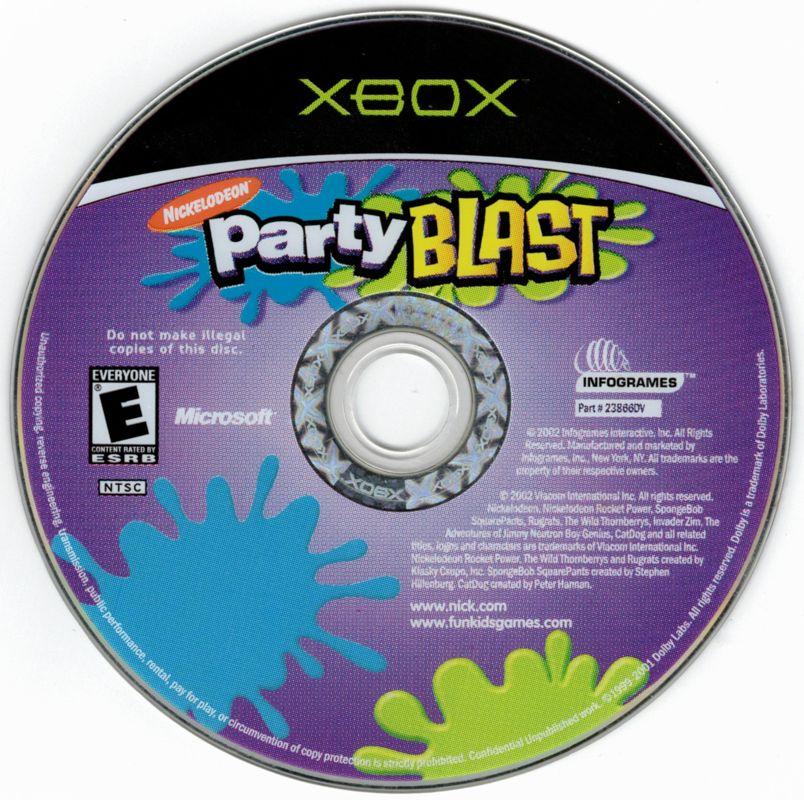 XBOX
NICKELODEON
Party BLAST
Do not make illegal
copies of this disc.
EVERYONE
E
CONTENT RATED BY
ESRB
NTSC
Microsoft
XBOX
INFOGRAMES™
Part # 23866DV
© 2002 Infogrames Interactive, Inc. All Rights
Reserved. Manufactured and marketed by
Infogrames, Inc., New York, NY. All trademarks are the
property of their respective owners.
© 2002 Viacom International Inc. All rights reserved.
Nickelodeon, Nickelodeon Rocket Power, SpongeBob
SquarePants, Rugrats, The Wild Thornberrys, Invader Zim, The
Adventures of Jimmy Neutron Boy Genius, CatDog and all related
titles, logos and characters are trademarks of Viacom International Inc.
Nickelodeon Rocket Power, The Wild Thornberrys and Rugrats created by
Klasky Csupo, Inc. SpongeBob SquarePants created by Stephen
Hillenburg. CatDog created by Peter Hannan.
www.nick.com
www.funkidsgames.com
Unauthorized copying, reverse engineering, transmission, public performance, rental, pay for play, or circumvention of copy protection is strictly prohibited. Confidential Unpublished work. ©1999, 2001 Dolby Labs. All rights reserved. Dolby is a trademark of Dolby Laboratories.